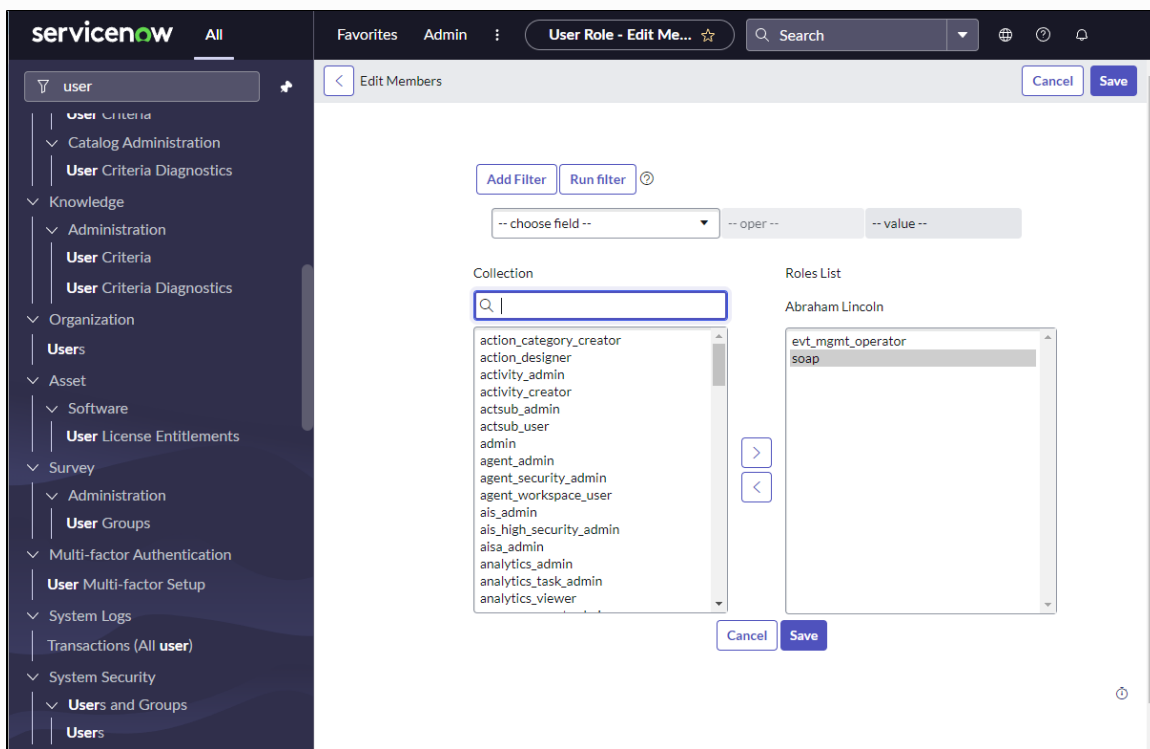 servicenow
All
Favorites
Admin
User Role - Edit Me...
Search
user
Edit Members
Cancel
Save
User Criteria
Catalog Administration
User Criteria Diagnostics
Knowledge
Administration
User Criteria
User Criteria Diagnostics
Organization
Users
Asset
Software
User License Entitlements
Survey
Administration
User Groups
Multi-factor Authentication
User Multi-factor Setup
System Logs
Transactions (All user)
System Security
Users and Groups
Users
Add Filter
Run filter
-- choose field --
-- oper --
-- value --
Collection
Roles List
Abraham Lincoln
action_category_creator
action_designer
activity_admin
activity_creator
actsub_admin
actsub_user
admin
agent_admin
agent_security_admin
agent_workspace_user
ais_admin
ais_high_security_admin
aisa_admin
analytics_admin
analytics_task_admin
analytics_viewer
evt_mgmt_operator
soap
Cancel
Save